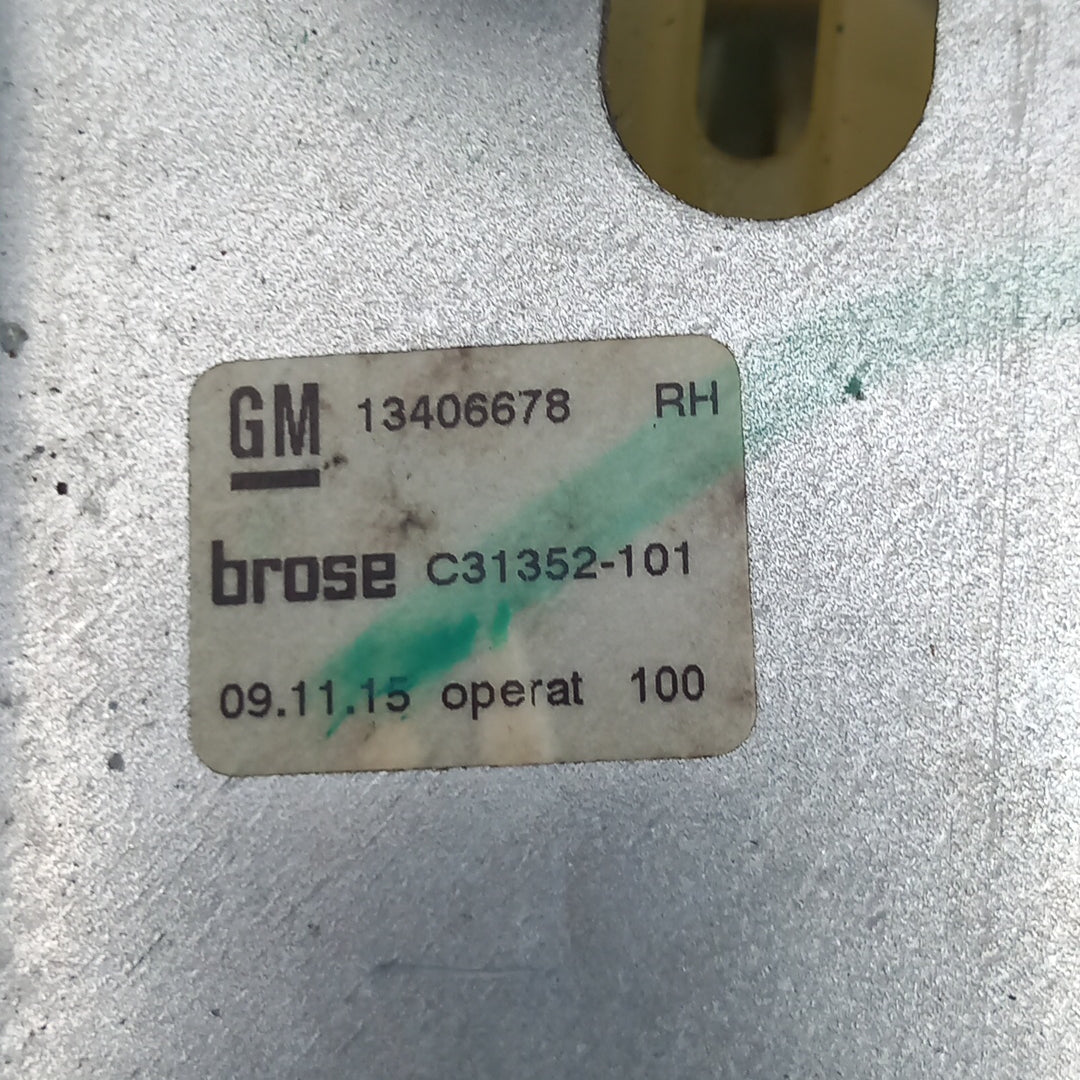 GM 13406678 RH
brose C31352-101
09.11.15 operat 100